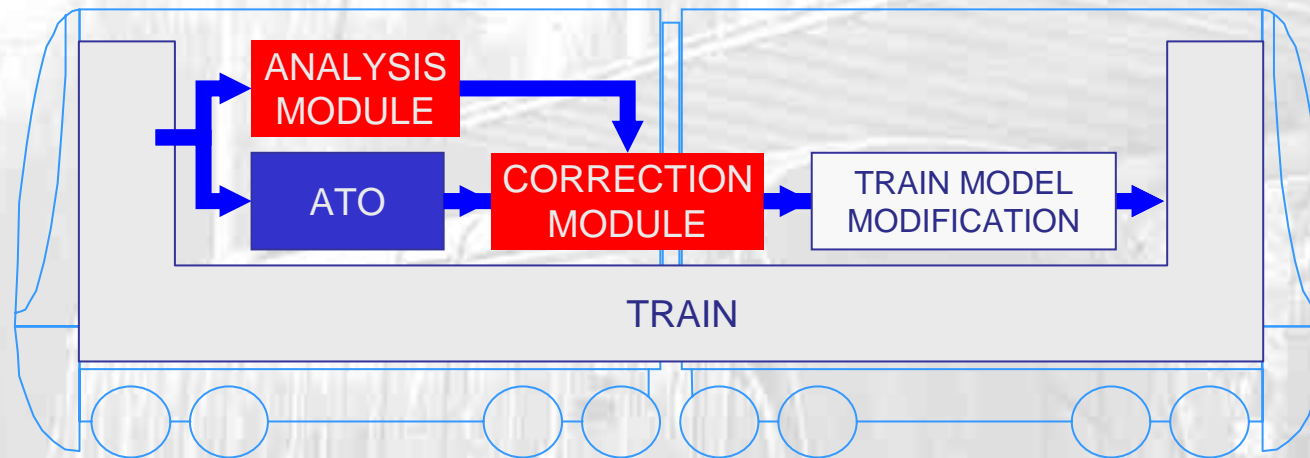 ANALYSIS
MODULE
ATO
CORRECTION
MODULE
TRAIN MODEL
MODIFICATION
TRAIN